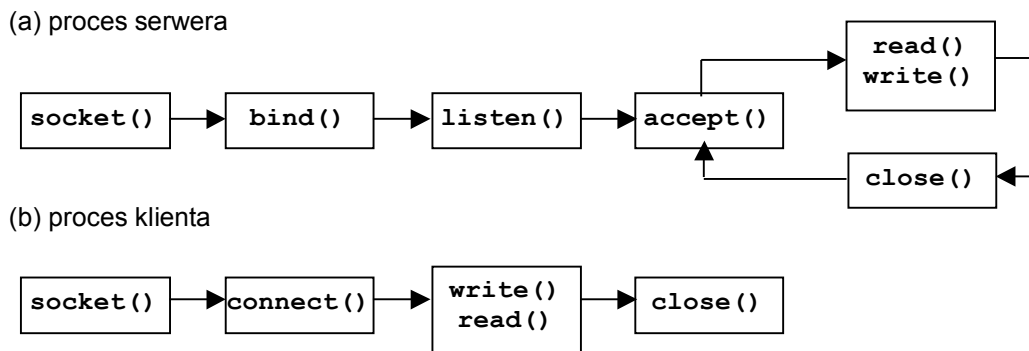 (a) proces serwera
read()
write()
socket()
bind()
listen()
accept()
close()
(b) proces klienta
socket()
connect()
write()
read()
close()